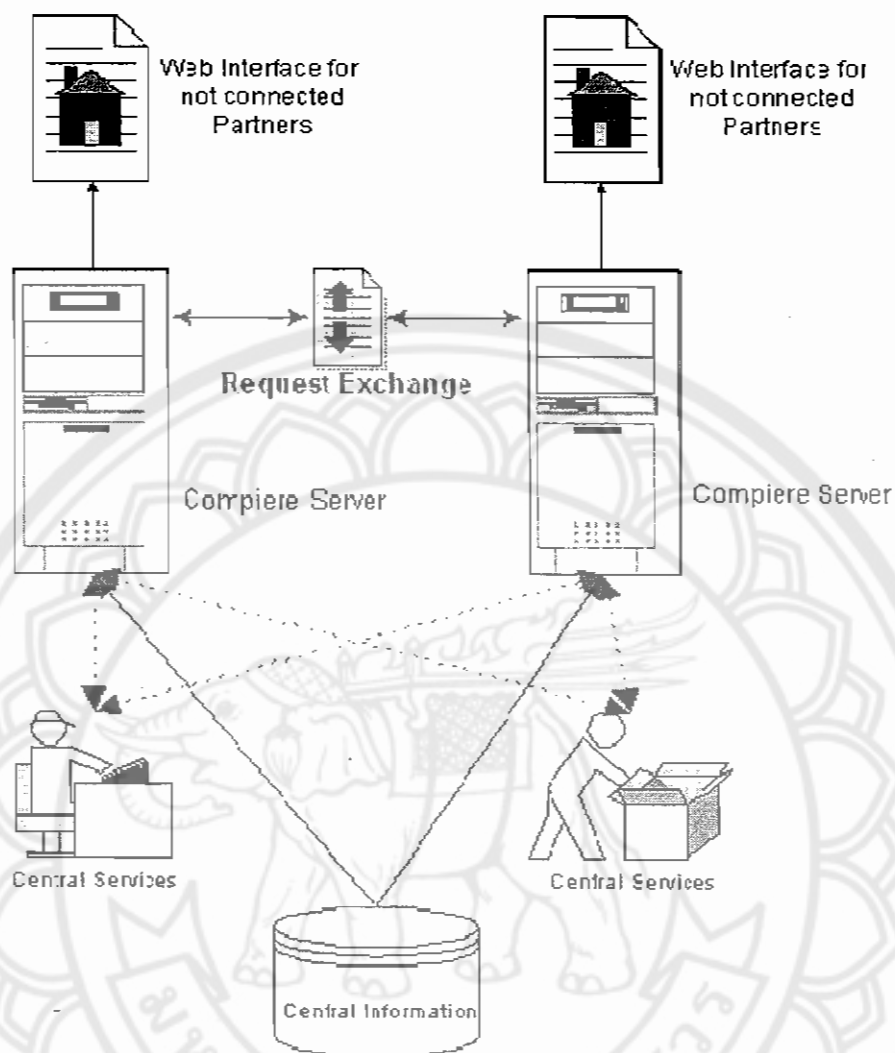 Web Interface for
not connected
Partners
Web Interface for
not connected
Partners
Request Exchange
Compiere Server
Compiere Server
Central Services
Central Services
Central Information